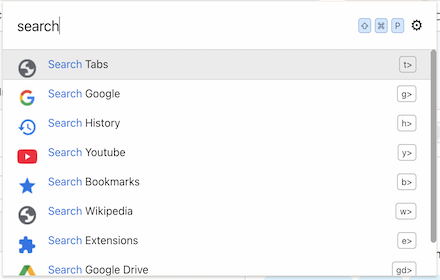 search ⇧ ⌘ P
Search Tabs t>
Search Google g>
Search History h>
Search Youtube y>
Search Bookmarks b>
Search Wikipedia w>
Search Extensions e>
Search Google Drive gd>